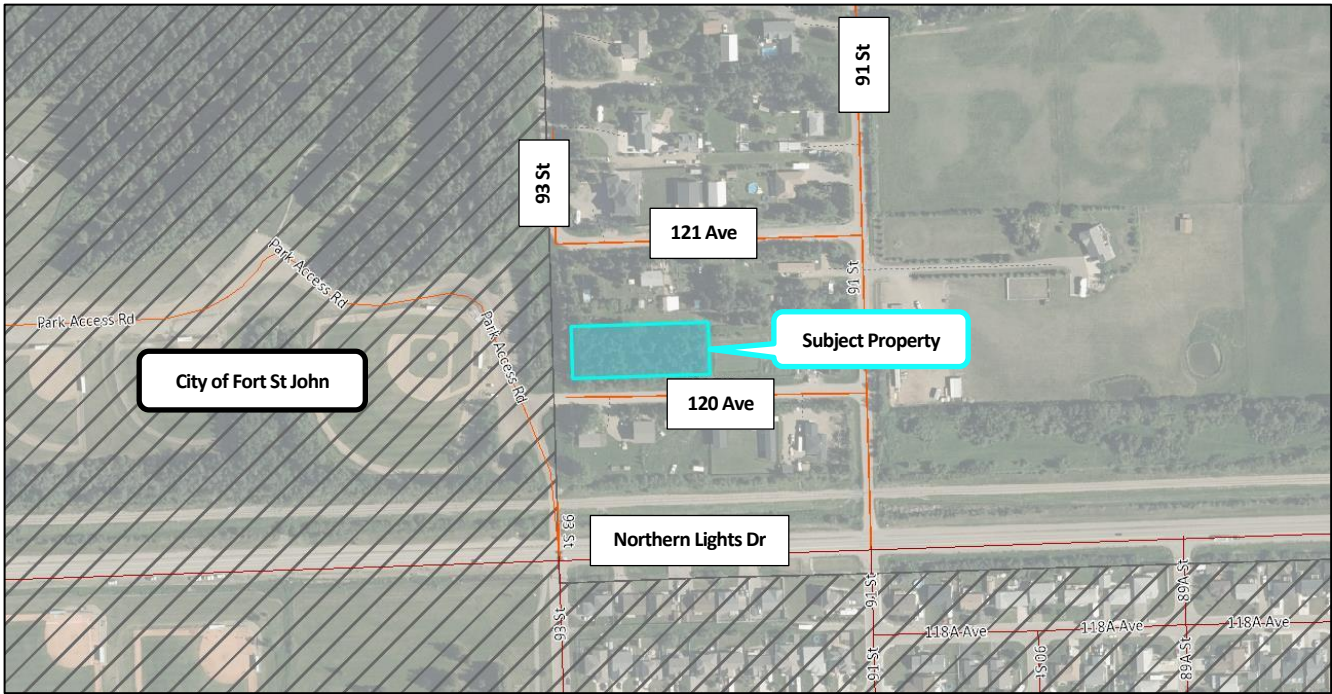 91 St
93 St
121 Ave
91 St
Park Access Rd
Park Access Rd
Park Access Rd
Subject Property
City of Fort St John
120 Ave
93 St
Northern Lights Dr
91 St
89A St
93 St
118A Ave
118A Ave
118A Ave
91 St
90 St
89A St